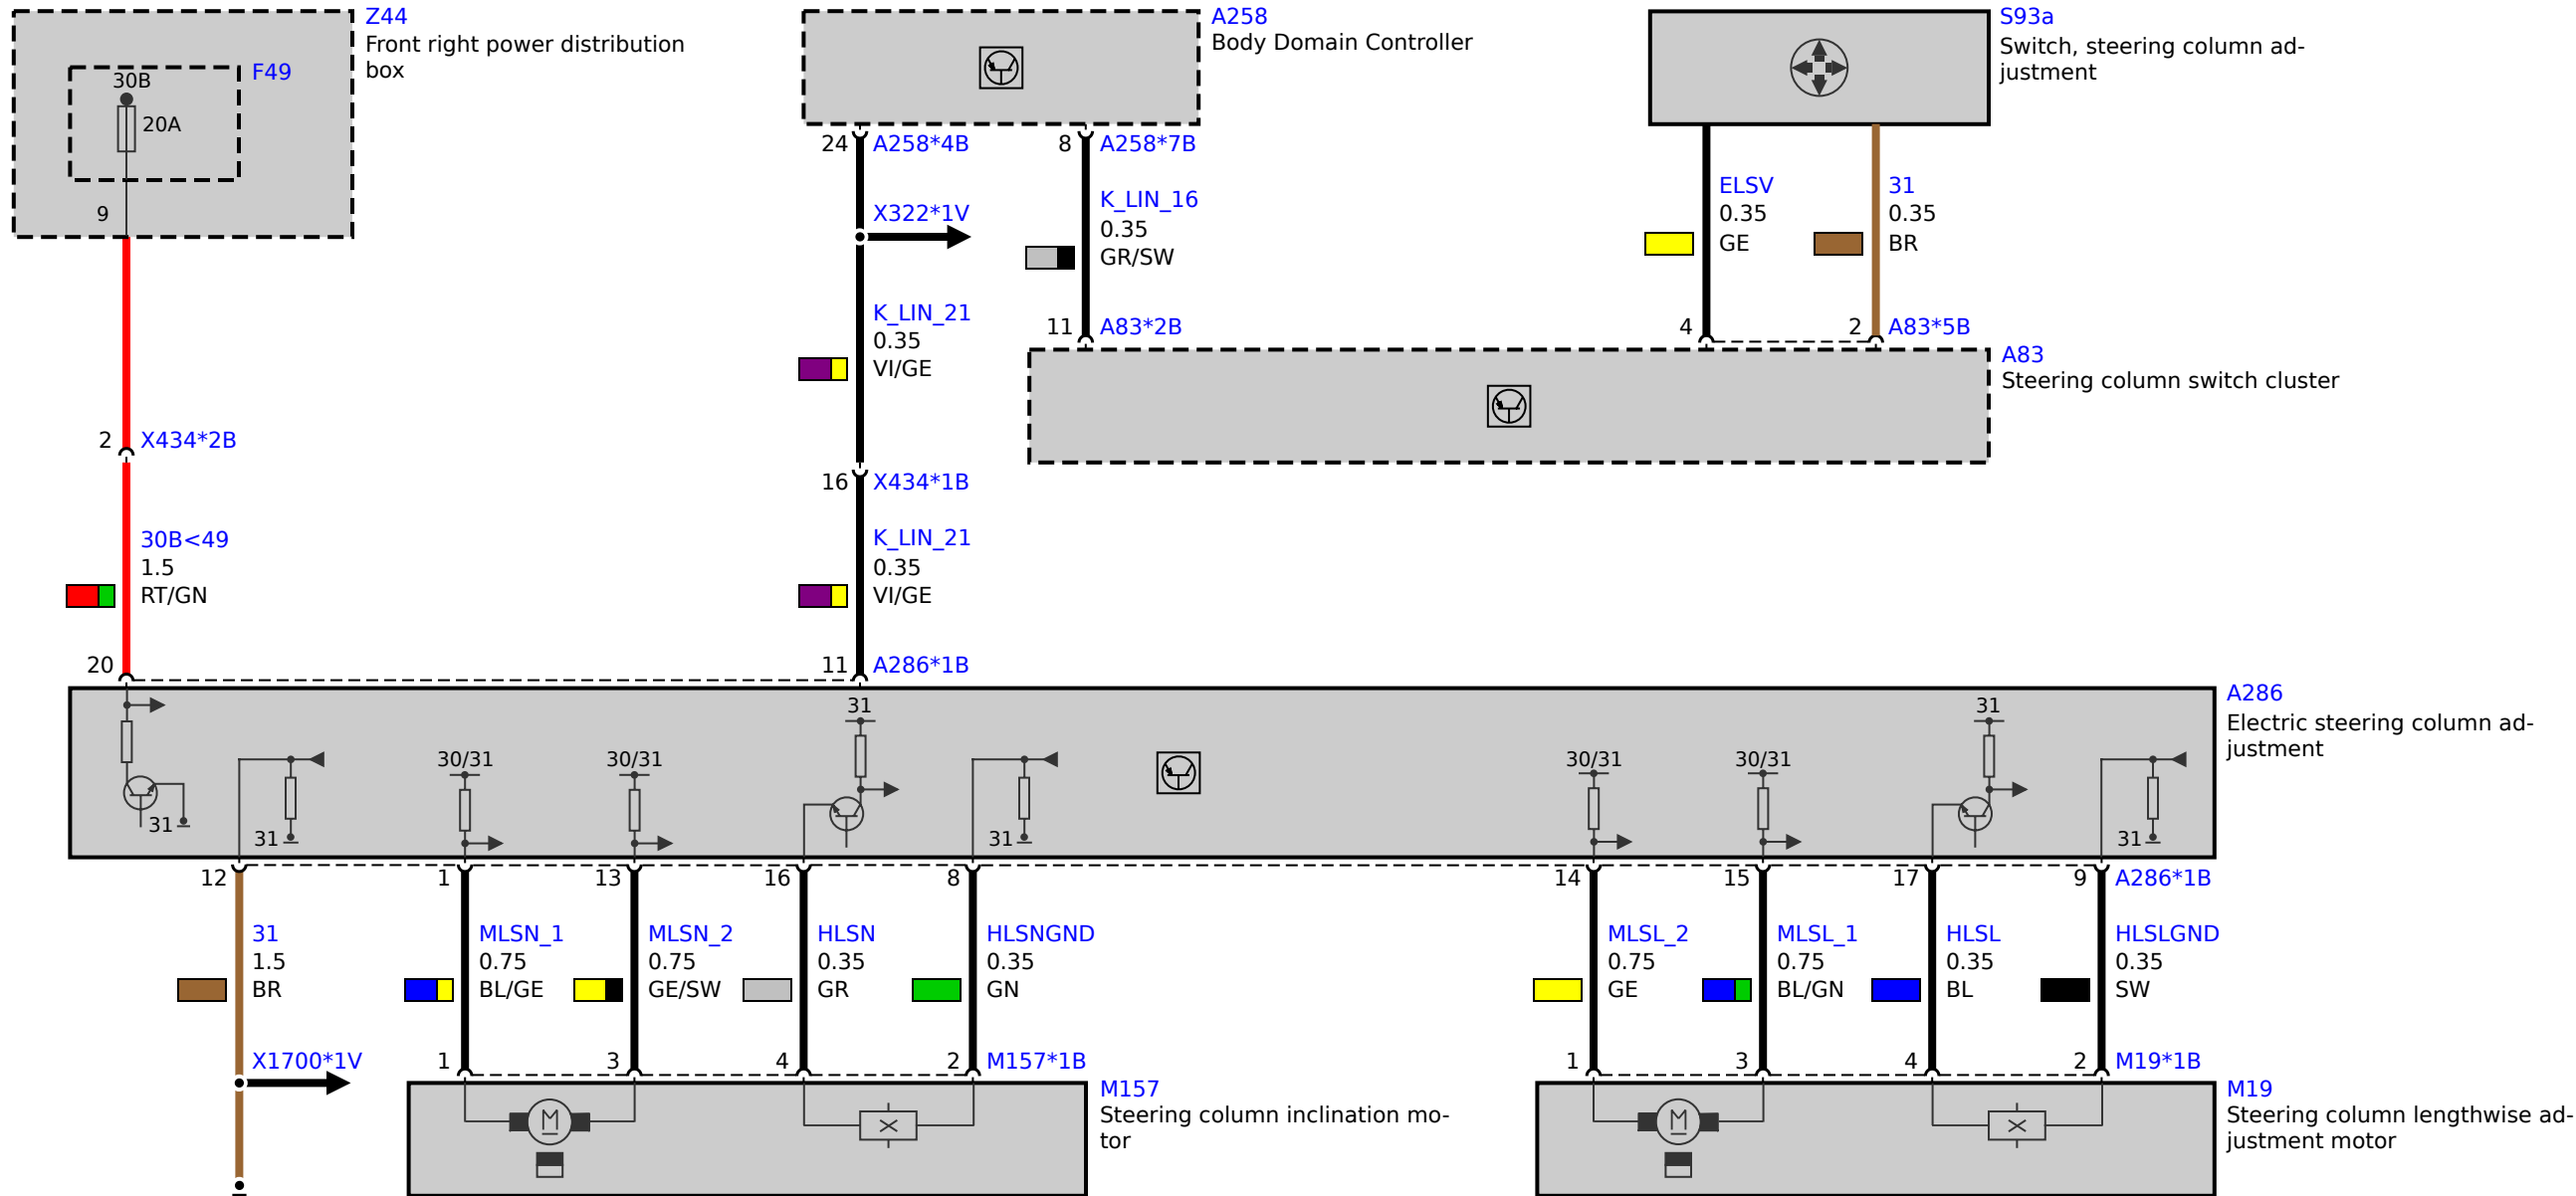 Z44
Front right power distribution
box
F49
30B
20A
9
A258
Body Domain Controller
S93a
Switch, steering column ad-
justment
24 A258*4B
8 A258*7B
X322*1V
K_LIN_16
0.35
GR/SW
ELSV
0.35
GE
31
0.35
BR
K_LIN_21
0.35
VI/GE
11 A83*2B
4
2 A83*5B
A83
Steering column switch cluster
2 X434*2B
16 X434*1B
30B<49
1.5
RT/GN
K_LIN_21
0.35
VI/GE
20
11 A286*1B
A286
Electric steering column ad-
justment
31
31
30/31
30/31
31
31
30/31
30/31
31
31
12
1
13
16
8
14
15
17
9 A286*1B
31
1.5
BR
MLSN_1
0.75
BL/GE
MLSN_2
0.75
GE/SW
HLSN
0.35
GR
HLSNGND
0.35
GN
MLSL_2
0.75
GE
MLSL_1
0.75
BL/GN
HLSL
0.35
BL
HLSLGND
0.35
SW
X1700*1V
1
3
4
2 M157*1B
1
3
4
2 M19*1B
M157
Steering column inclination mo-
tor
M
M19
Steering column lengthwise ad-
justment motor
M